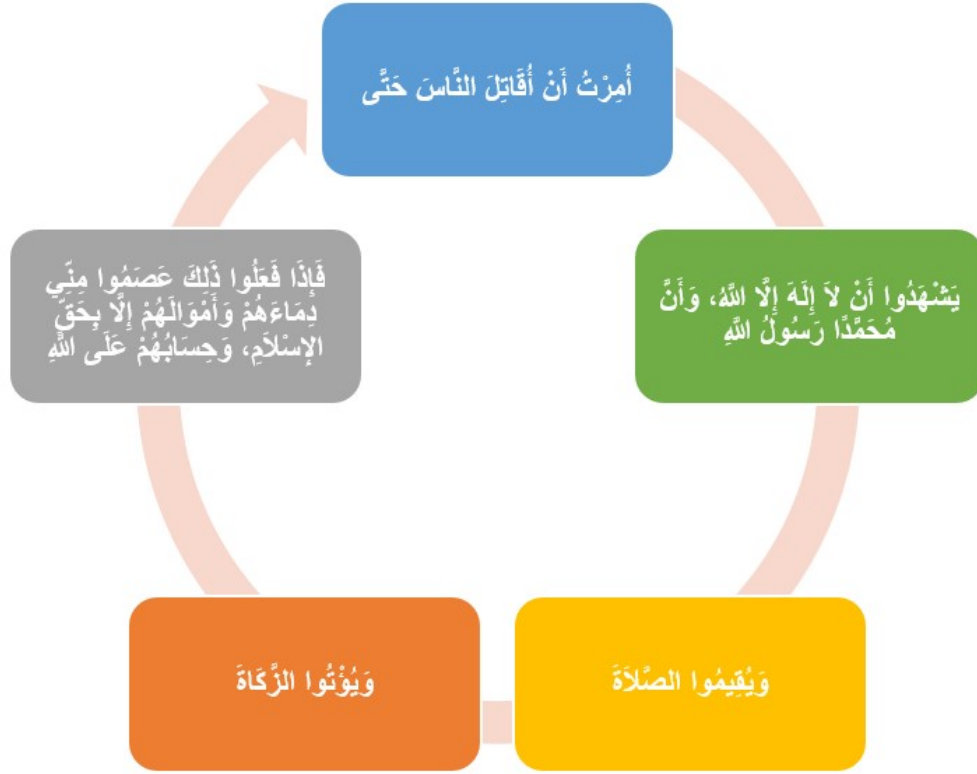 أُمِرْتُ أَنْ أُقَاتِلَ النَّاسَ حَتَّى
يَشْهَدُوا أَنْ لاَ إِلَهَ إِلَّا اللَّهُ، وَأَنَّ
مُحَمَّدًا رَسُولُ اللَّهِ
وَيُقِيمُوا الصَّلاَةَ
وَيُؤْتُوا الزَّكَاةَ
فَإِذَا فَعَلُوا ذَلِكَ عَصَمُوا مِنِّي
دِمَاءَهُمْ وَأَمْوَالَهُمْ إِلَّا بِحَقِّ
الإِسْلَامِ، وَحِسَابُهُمْ عَلَى اللَّهِ